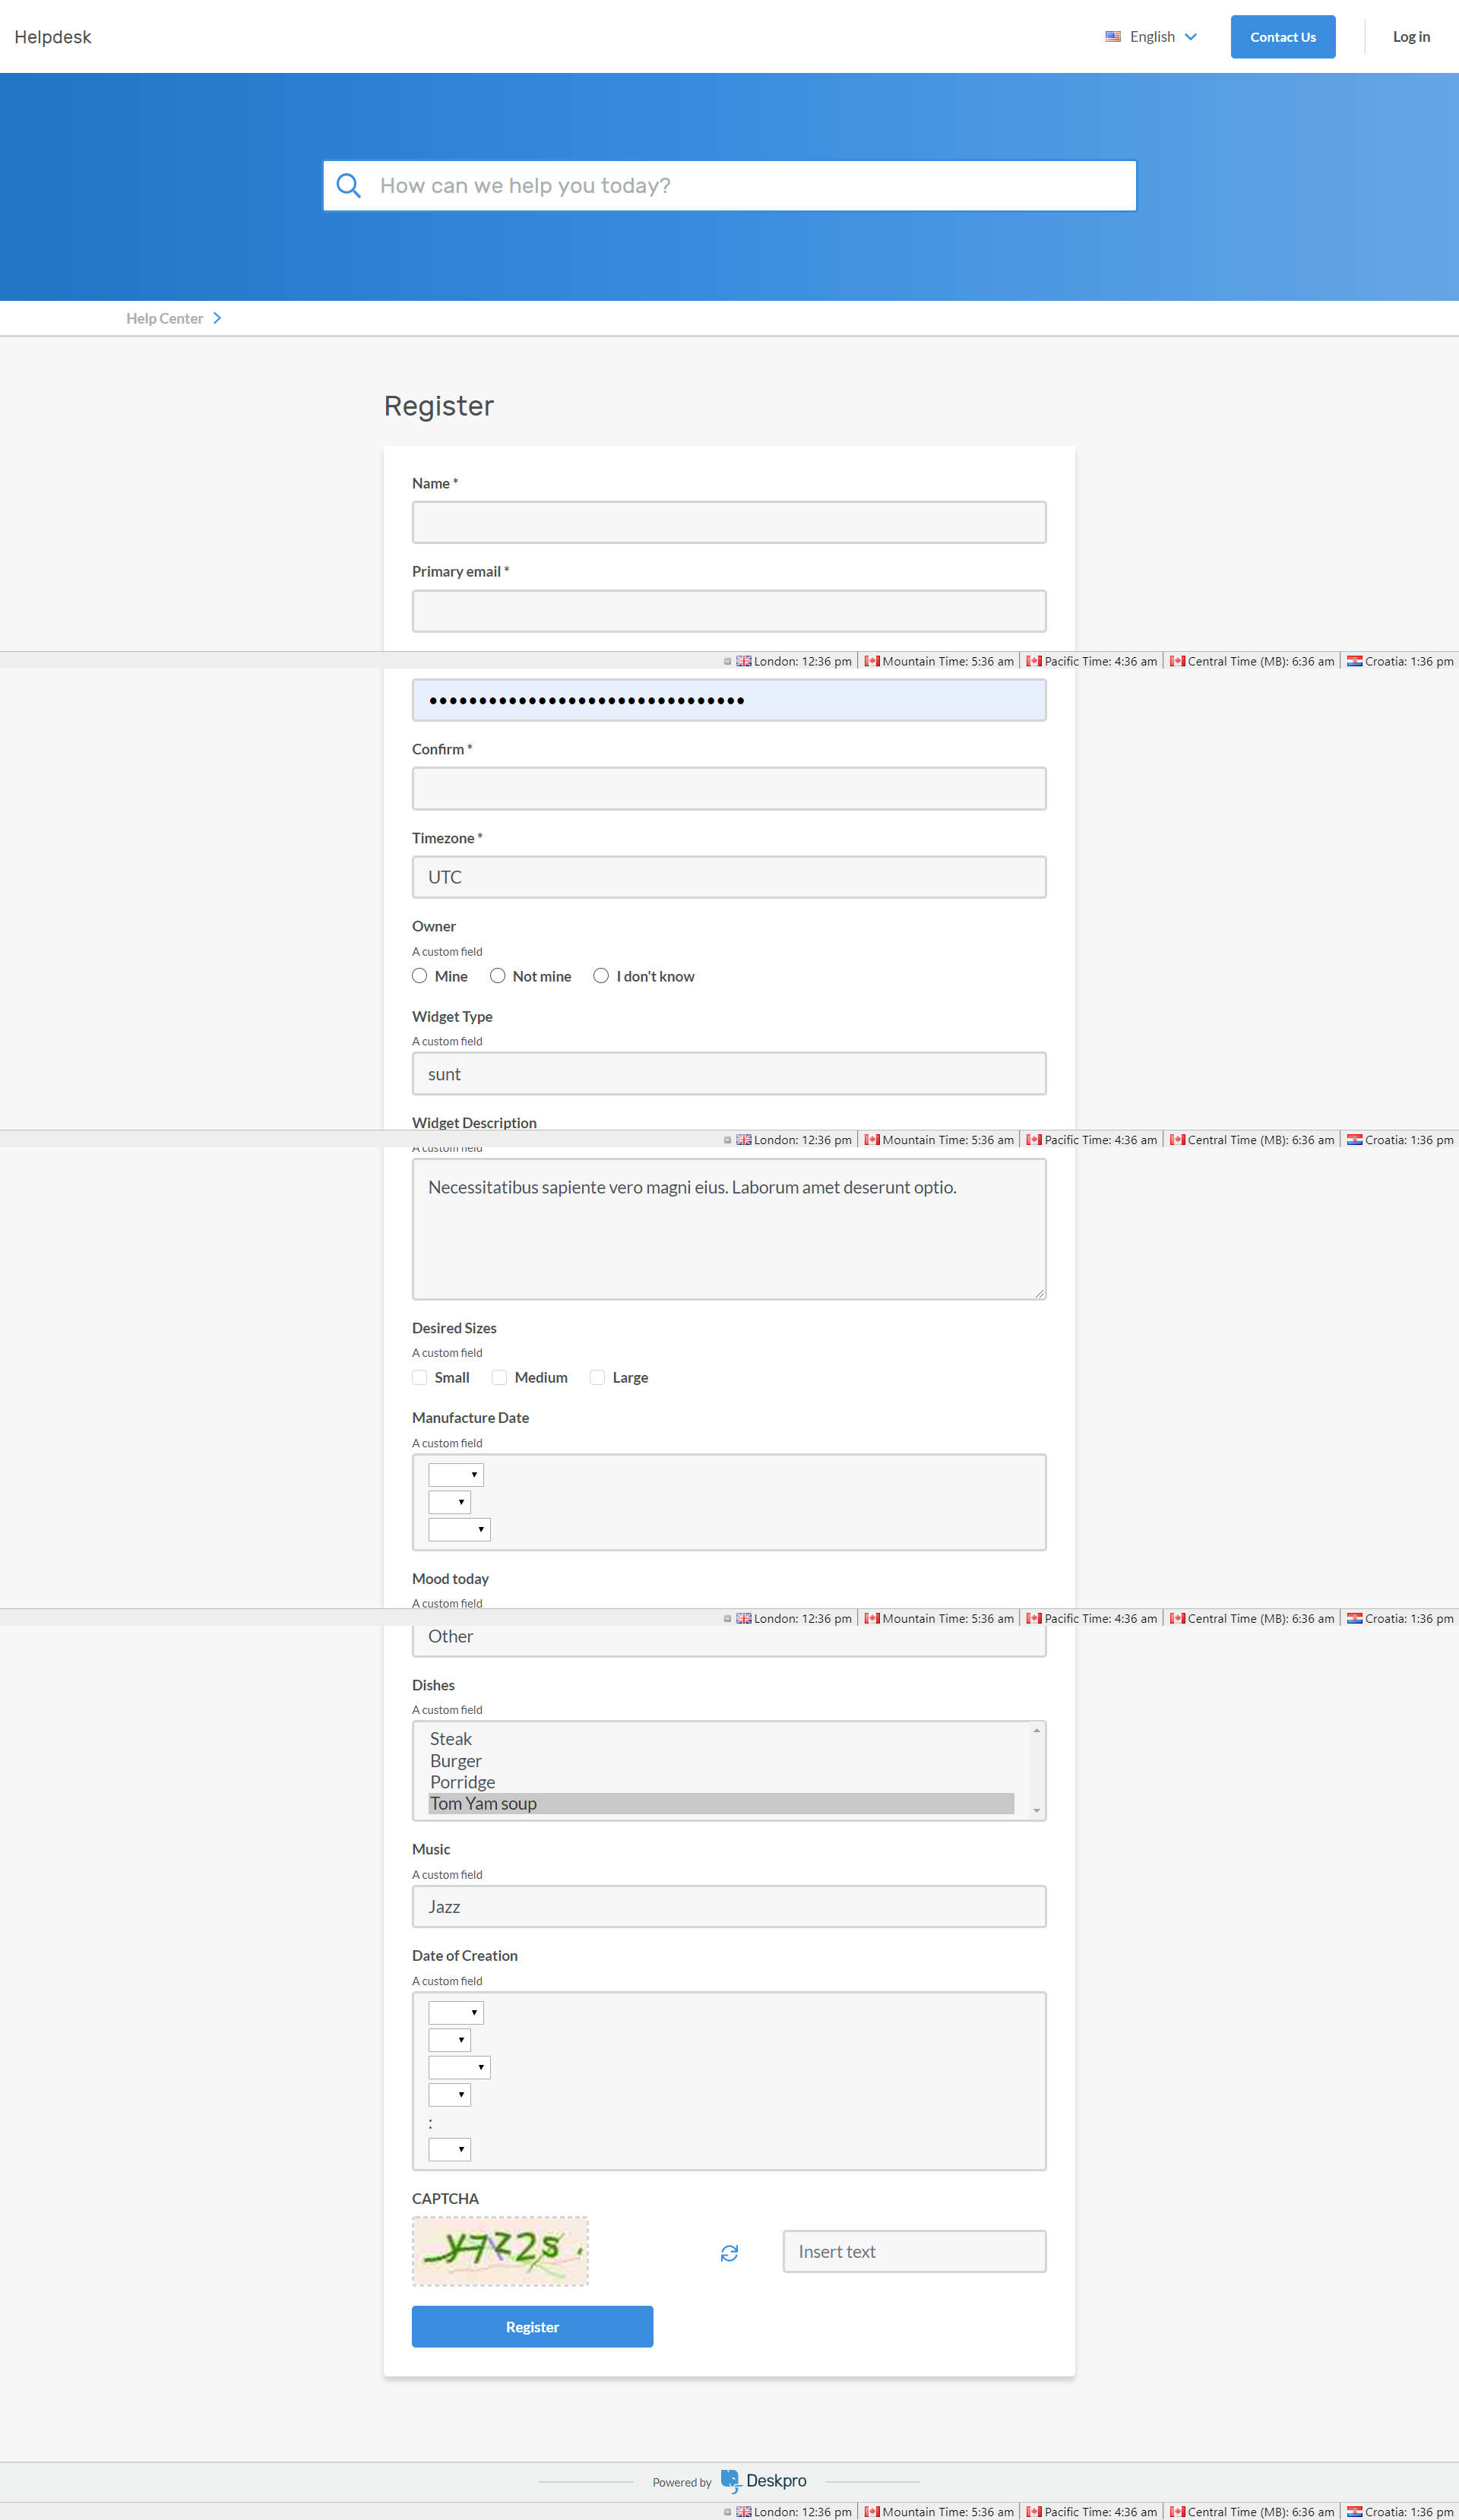 Helpdesk
English
Contact Us
Log in
How can we help you today?
Help Center
Register
Name *
Primary email *
London: 12:36 pm Mountain Time: 5:36 am Pacific Time: 4:36 am Central Time (MB): 6:36 am Croatia: 1:36 pm
Confirm *
Timezone *
UTC
Owner
A custom field
Mine Not mine I don't know
Widget Type
A custom field
sunt
Widget Description
London: 12:36 pm Mountain Time: 5:36 am Pacific Time: 4:36 am Central Time (MB): 6:36 am Croatia: 1:36 pm
A custom field
Necessitatibus sapiente vero magni eius. Laborum amet deserunt optio.
Desired Sizes
A custom field
Small Medium Large
Manufacture Date
A custom field
Mood today
A custom field
London: 12:36 pm Mountain Time: 5:36 am Pacific Time: 4:36 am Central Time (MB): 6:36 am Croatia: 1:36 pm
Other
Dishes
A custom field
Steak
Burger
Porridge
Tom Yam soup
Music
A custom field
Jazz
Date of Creation
A custom field
:
CAPTCHA
Insert text
Register
Powered by Deskpro
London: 12:36 pm Mountain Time: 5:36 am Pacific Time: 4:36 am Central Time (MB): 6:36 am Croatia: 1:36 pm